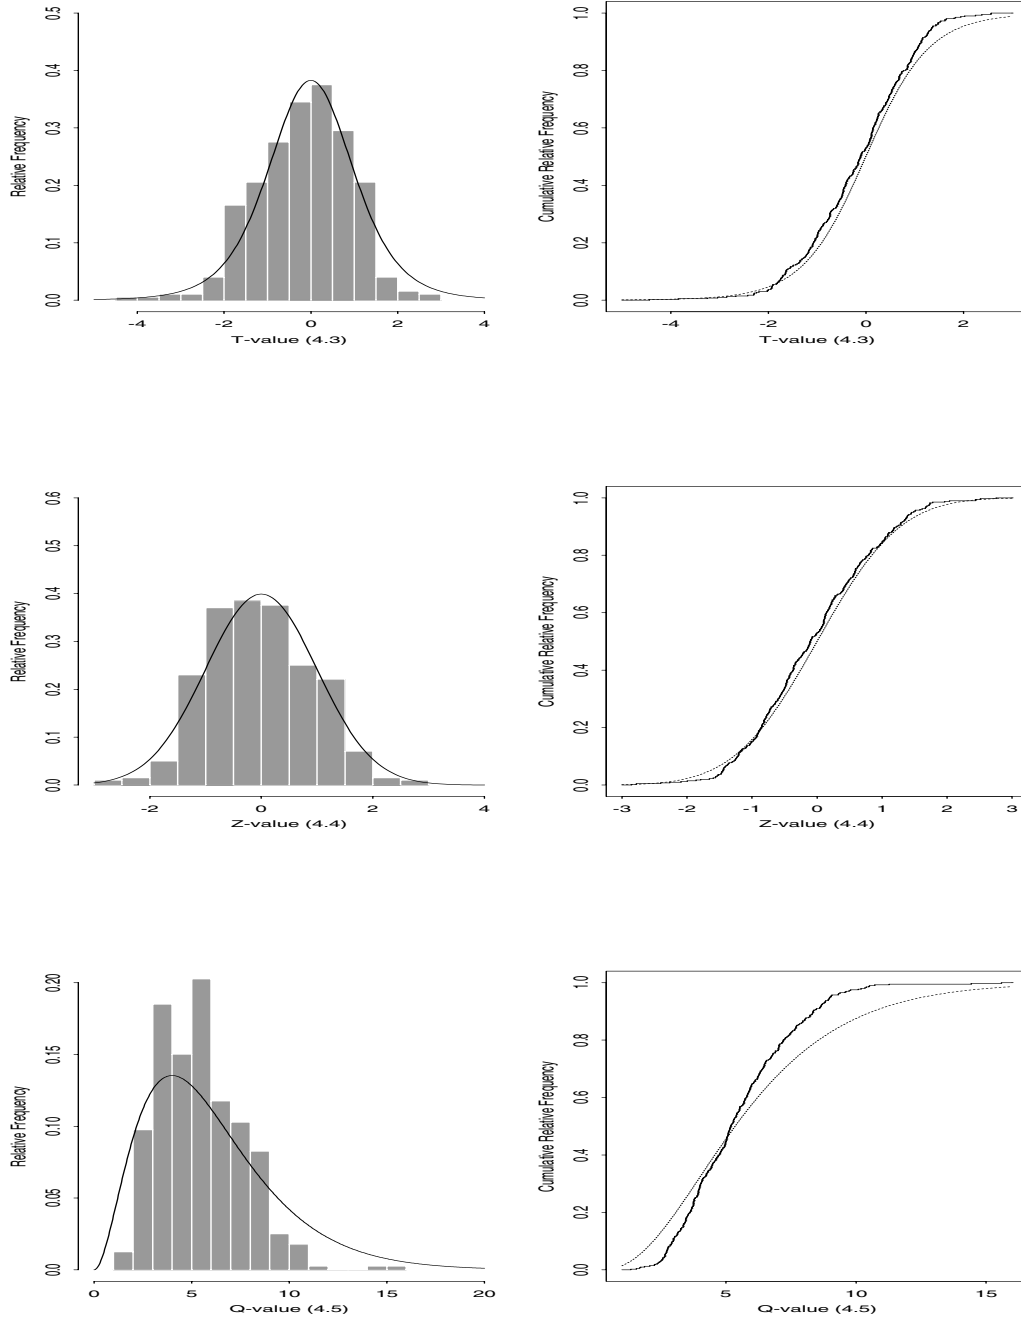 0.5
0.4
0.3
0.2
0.1
0.0
Relative Frequency
-4 -2 0 2 4
T-value (4.3)
1.0
0.8
0.6
0.4
0.2
0.0
Cumulative Relative Frequency
-4 -2 0 2
T-value (4.3)
0.6
0.5
0.4
0.3
0.2
0.1
0.0
Relative Frequency
-2 0 2 4
Z-value (4.4)
1.0
0.8
0.6
0.4
0.2
0.0
Cumulative Relative Frequency
-3 -2 -1 0 1 2 3
Z-value (4.4)
0.20
0.15
0.10
0.05
0.0
Relative Frequency
0 5 10 15 20
Q-value (4.5)
1.0
0.8
0.6
0.4
0.2
0.0
Cumulative Relative Frequency
5 10 15
Q-value (4.5)